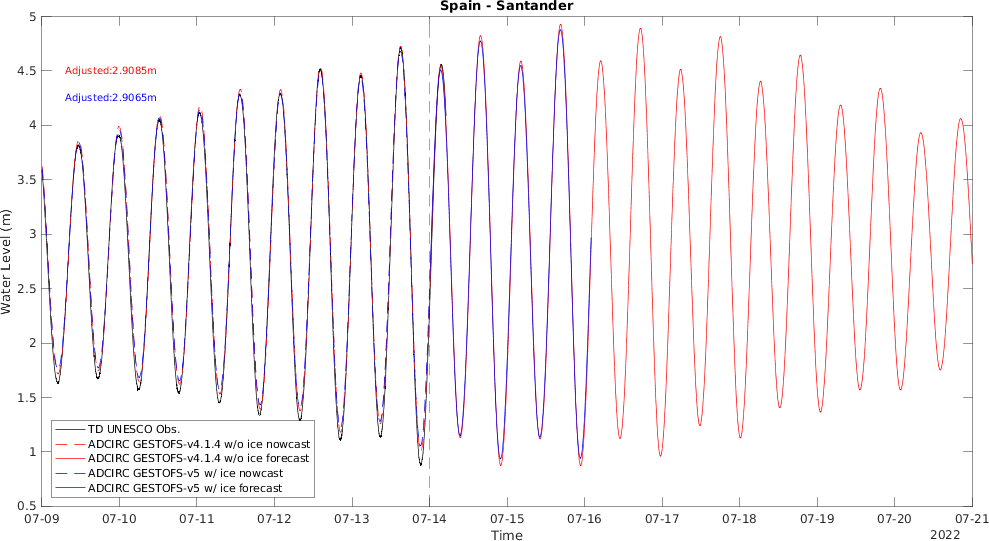 Spain - Santander
5
4.5
4
3.5
3
2.5
2
1.5
1
0.5
Water Level (m)
Adjusted:2.9085m
Adjusted:2.9065m
TD UNESCO Obs.
ADCIRC GESTOFS-v4.1.4 w/o ice nowcast
ADCIRC GESTOFS-v4.1.4 w/o ice forecast
ADCIRC GESTOFS-v5 w/ ice nowcast
ADCIRC GESTOFS-v5 w/ ice forecast
07-09 07-10 07-11 07-12 07-13 07-14 07-15 07-16 07-17 07-18 07-19 07-20 07-21
Time
2022